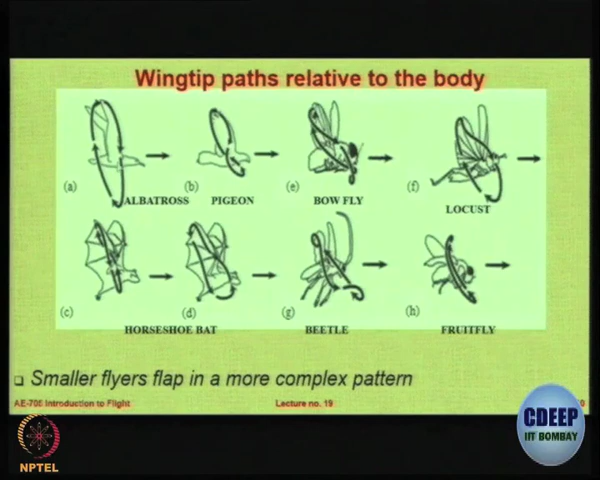 Wingtip paths relative to the body
(a) (b) (e) (f)
ALBATROSS PIGEON BOW FLY LOCUST
(c) (d) (g) (h)
HORSESHOE BAT BEETLE FRUITFLY
Smaller flyers flap in a more complex pattern
AE-705 Introduction to Flight Lecture no. 19
CDEEP
IIT BOMBAY
NPTEL